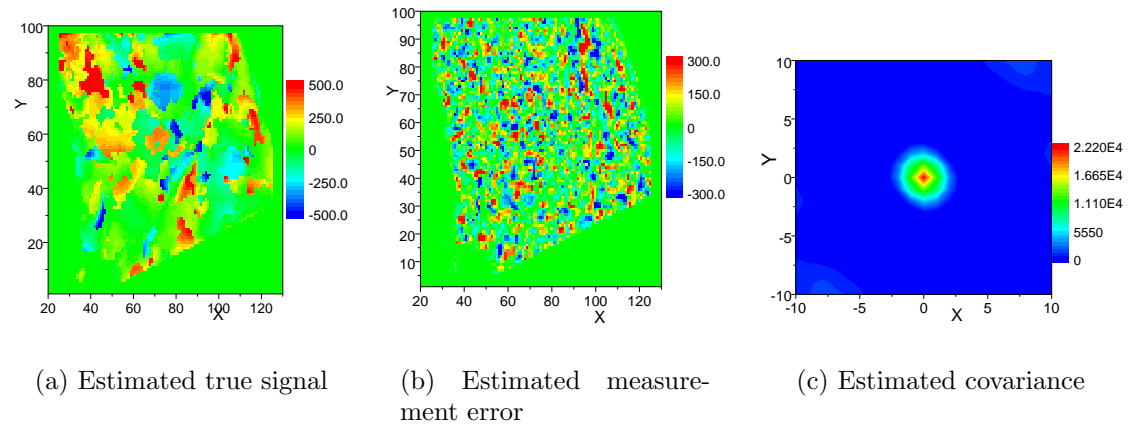 100
80
60
40
20
Y
20 40 60 80 100 120
X
500.0
250.0
0
-250.0
-500.0
100
90
80
70
60
50
40
30
20
10
Y
20 40 60 80 100 120
X
300.0
150.0
0
-150.0
-300.0
10
5
0
-5
-10
Y
-10 -5 0 5 10
X
2.220E4
1.665E4
1.110E4
5550
0
(a) Estimated true signal
(b) Estimated measure-
ment error
(c) Estimated covariance